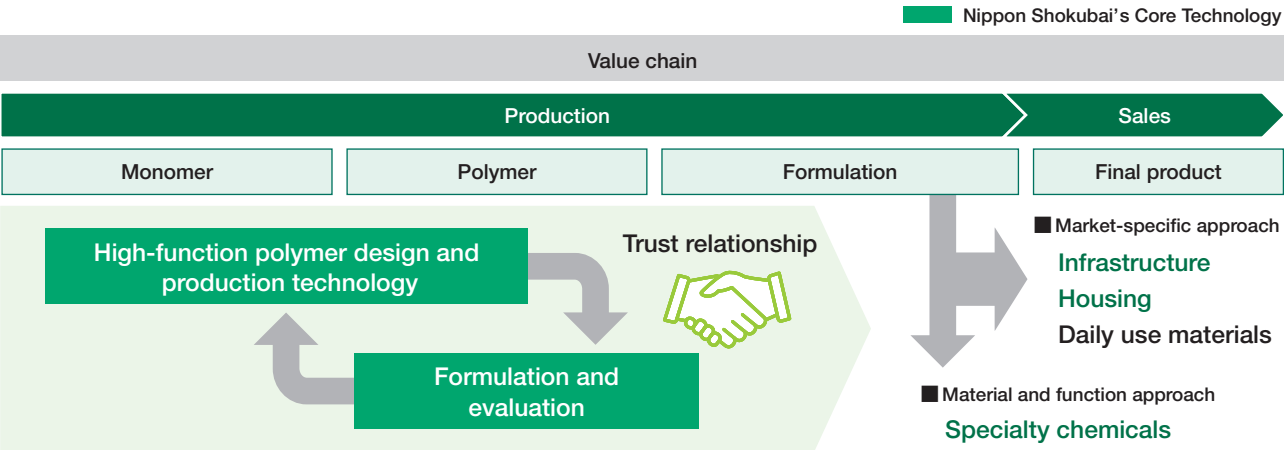 Nippon Shokubai's Core Technology
Value chain
Production
Sales
Monomer
Polymer
Formulation
Final product
High-function polymer design and
production technology
Trust relationship
Formulation and
evaluation
■ Market-specific approach
Infrastructure
Housing
Daily use materials
■ Material and function approach
Specialty chemicals